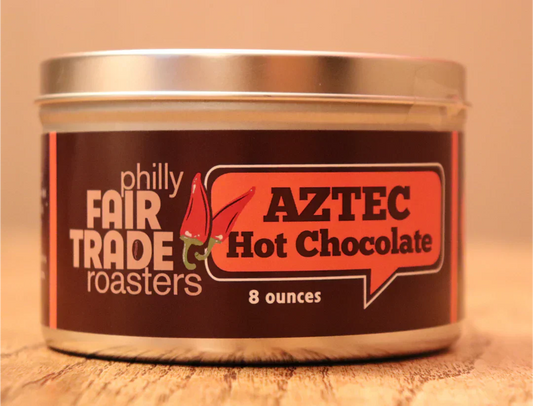 philly
FAIR
TRADE
roasters
AZTEC
Hot Chocolate
8 ounces